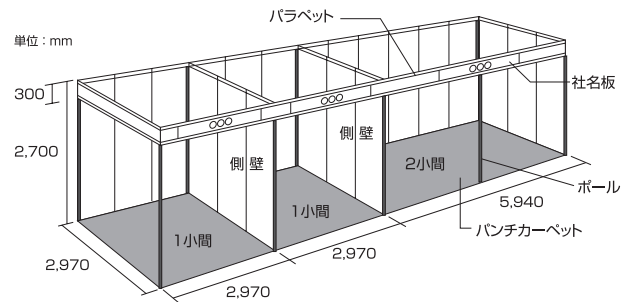 パラペット
単位：mm
300
社名板
2,700
側壁
側壁
2小間
ポール
1小間
1小間
5,940
パンチカーペット
2,970
2,970
2,970